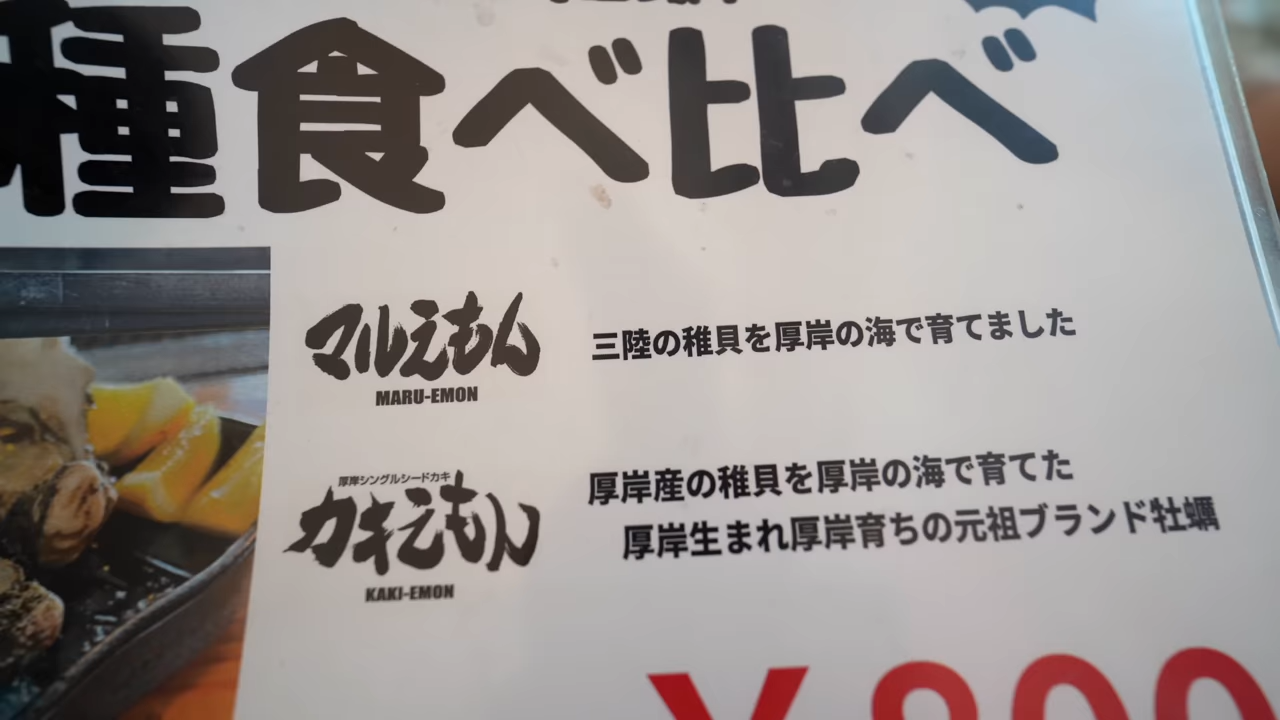 種食べ比べ
マルえもん
MARU-EMON
三陸の稚貝を厚岸の海で育てました
厚岸シングルシードカキ
カキえもん
KAKI-EMON
厚岸産の稚貝を厚岸の海で育てた
厚岸生まれ厚岸育ちの元祖ブランド牡蠣